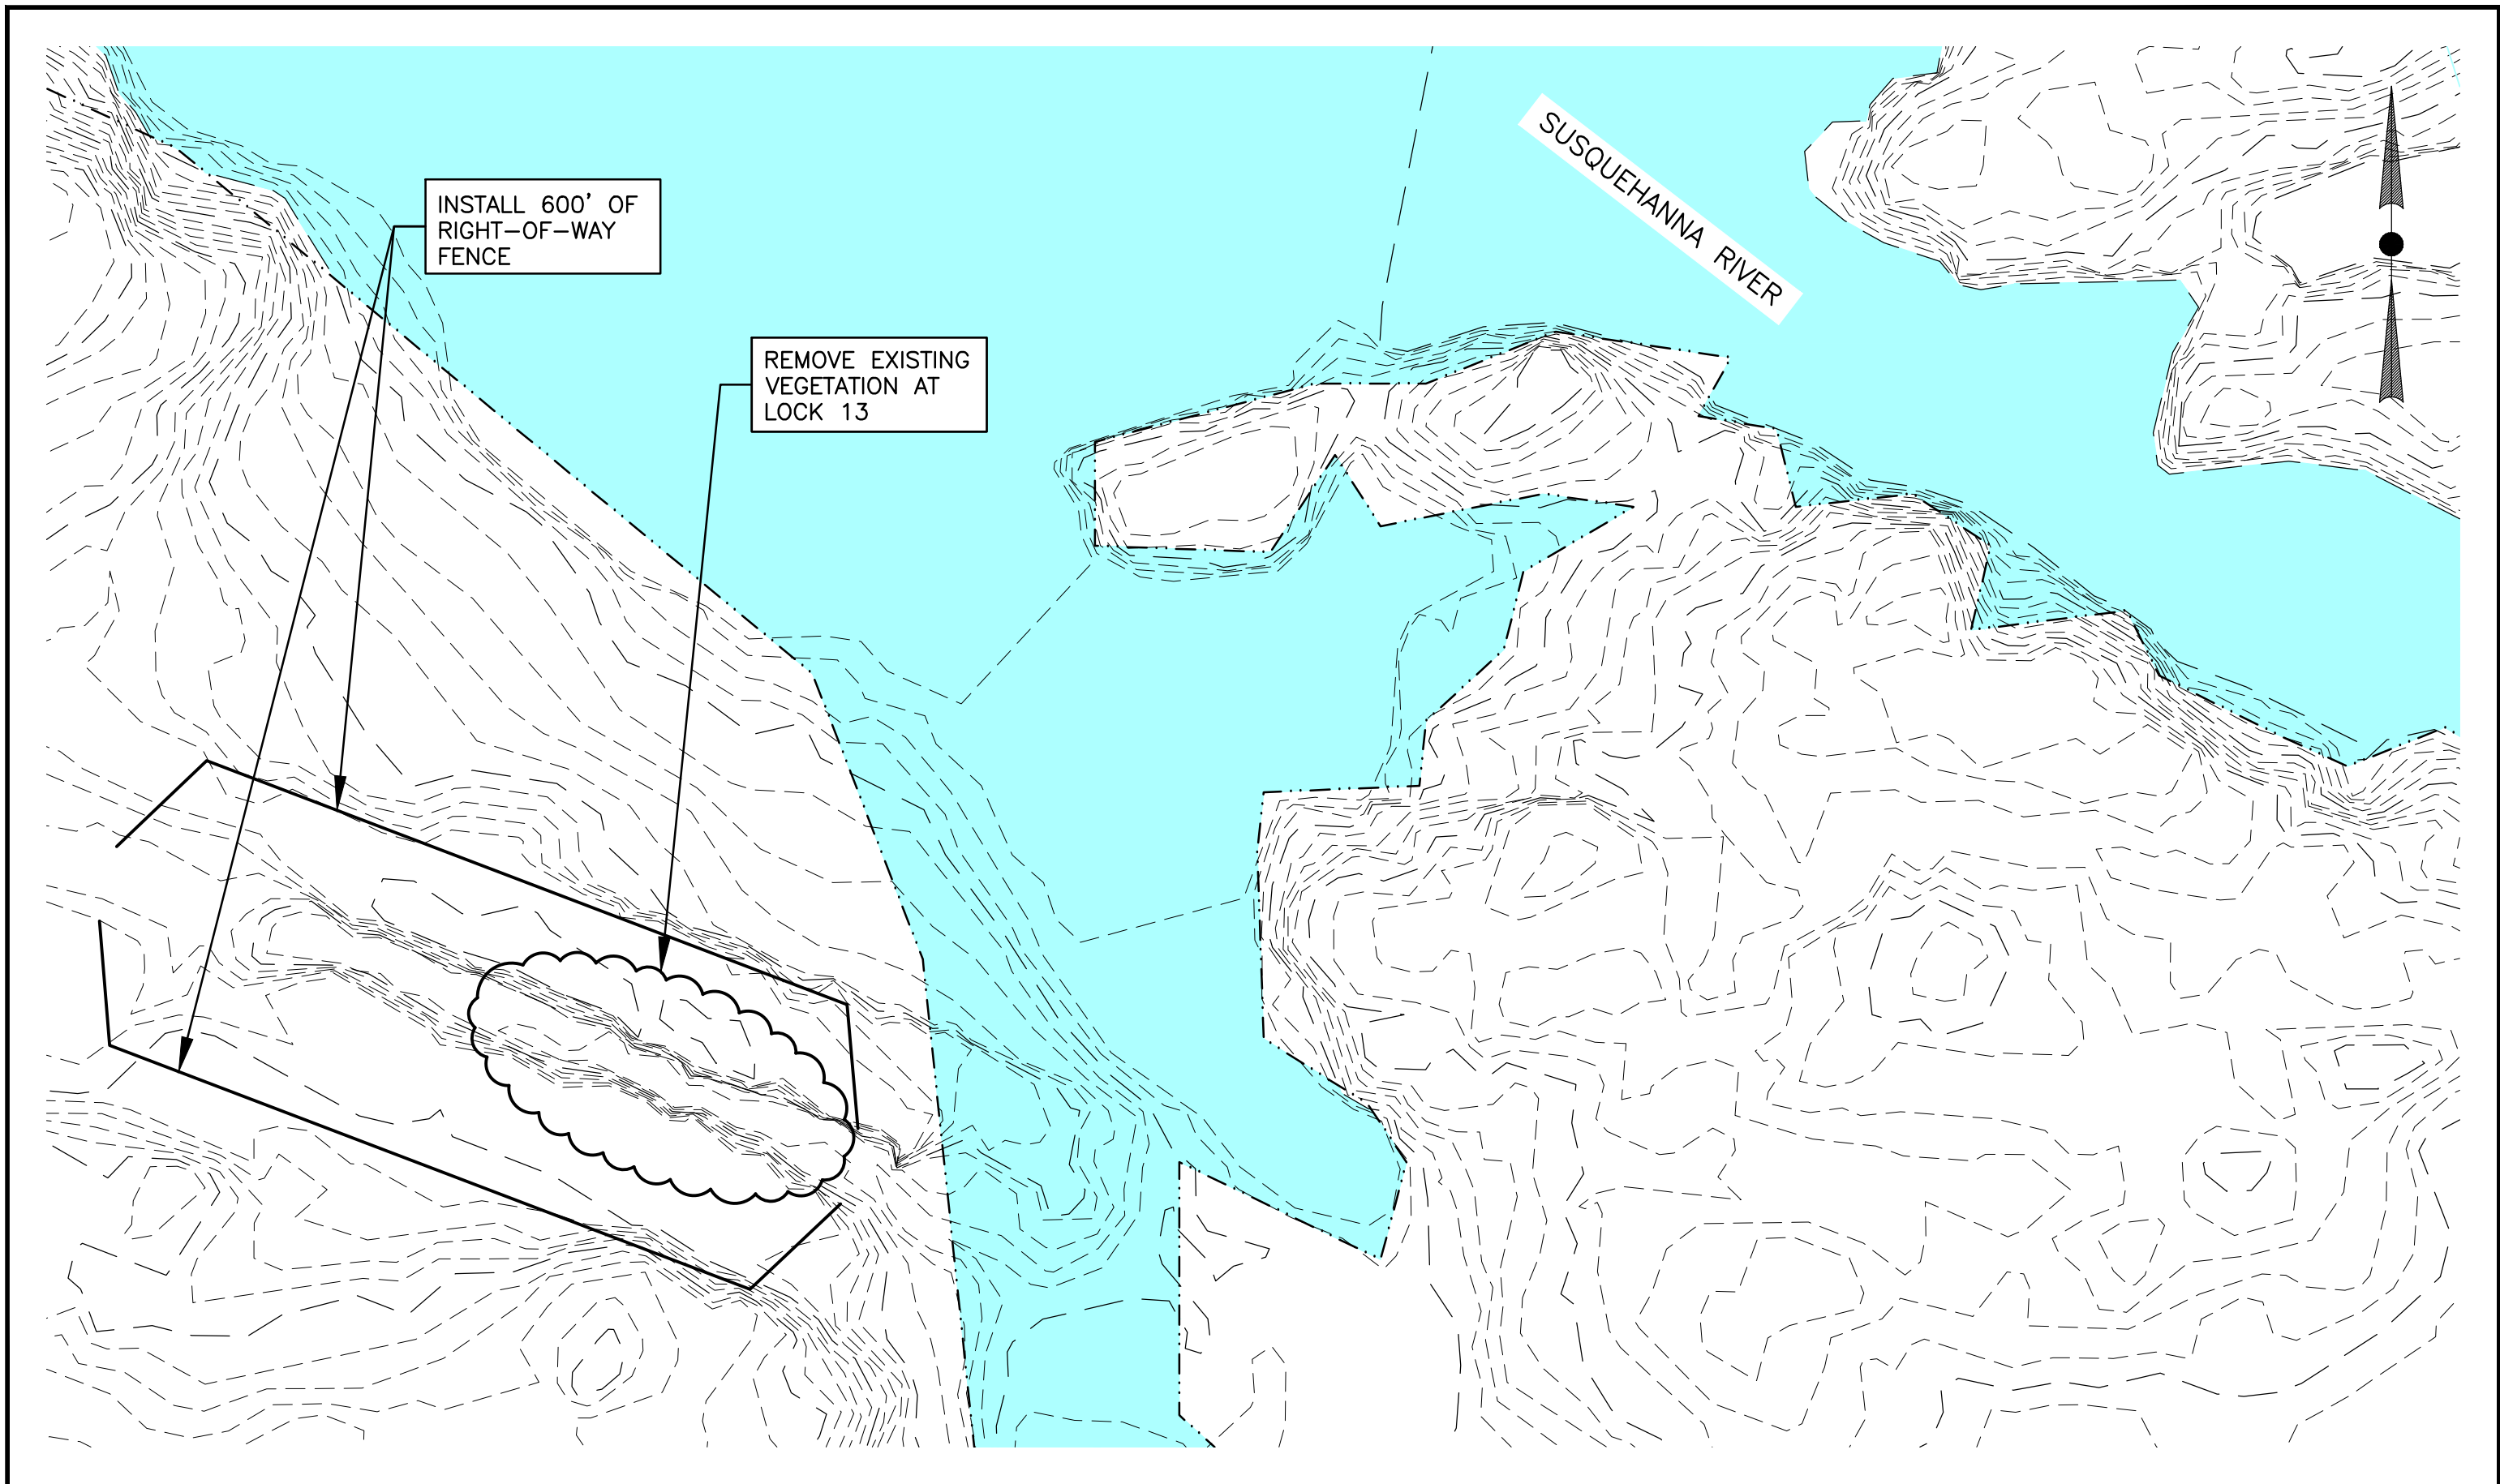 INSTALL 600' OF
RIGHT-OF-WAY
FENCE
REMOVE EXISTING
VEGETATION AT
LOCK 13
SUSQUEHANNA RIVER